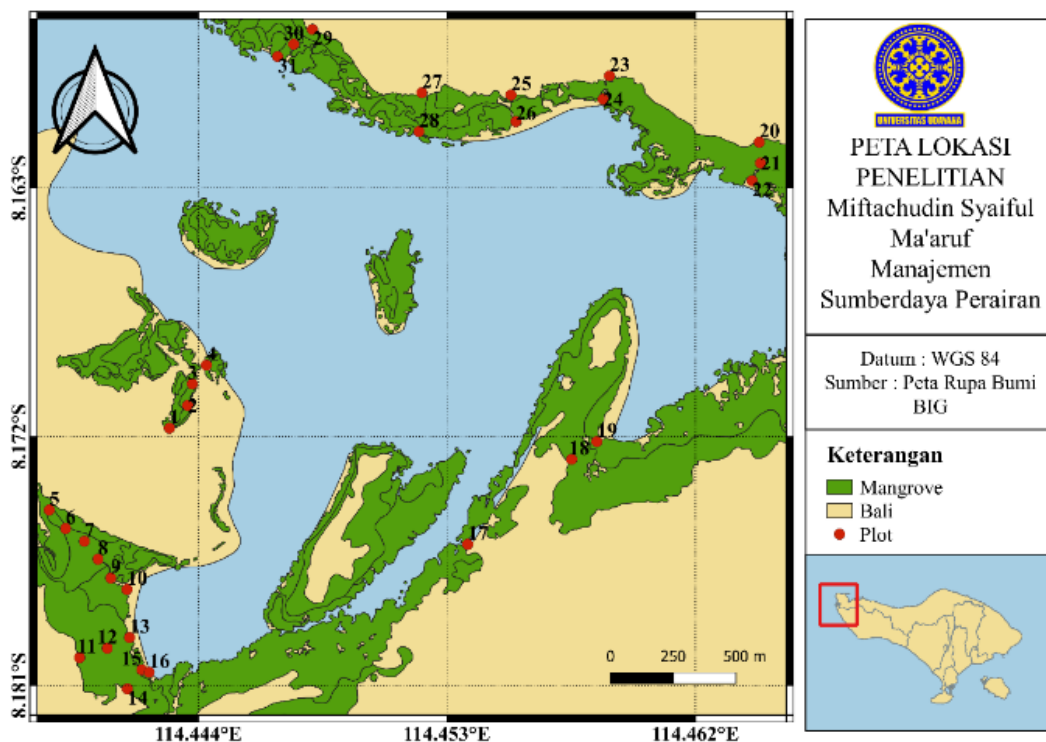 30
29
31
27
28
25
26
23
24
20
21
22
4
3
2
1
19
18
17
5
6
7
8
9
10
13
12
11
15
16
14
0
250
500 m
8.163°S
8.172°S
8.181°S
114.444°E
114.453°E
114.462°E
UNIVERSITAS UDAYANA
PETA LOKASI
PENELITIAN
Miftachudin Syaiful
Ma'aruf
Manajemen
Sumberdaya Perairan
Datum : WGS 84
Sumber : Peta Rupa Bumi
BIG
Keterangan
Mangrove
Bali
Plot